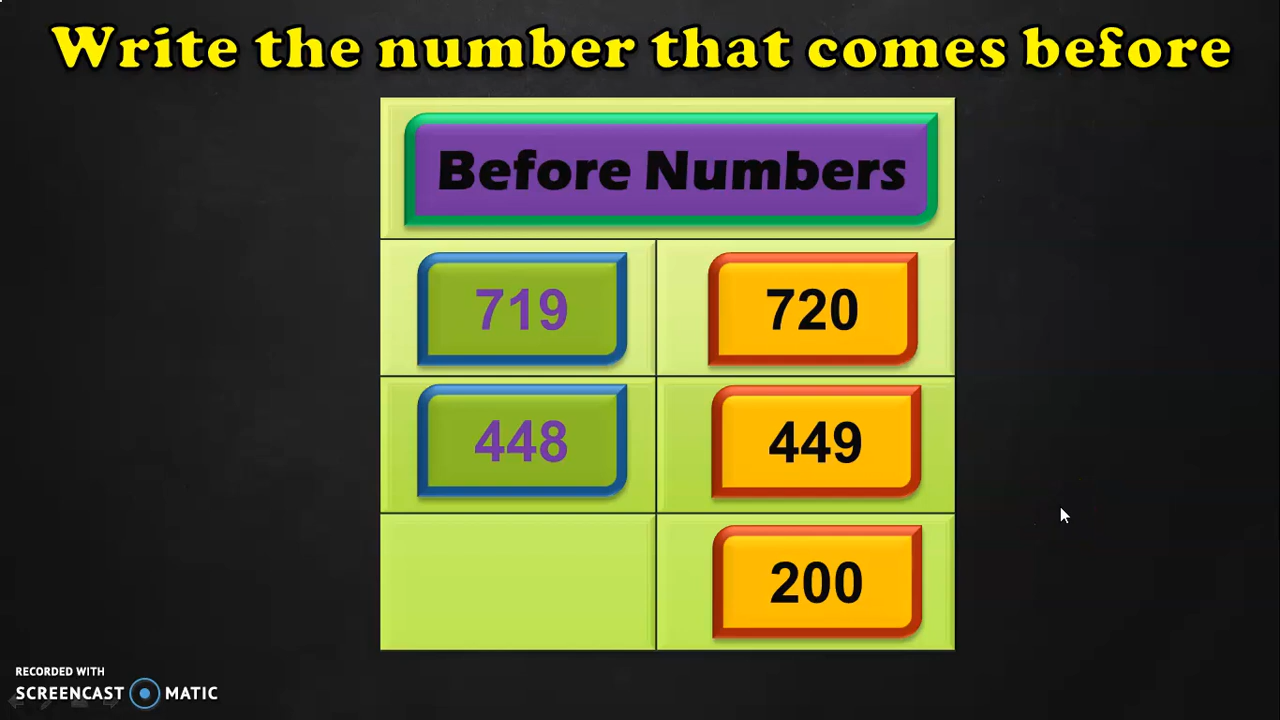 Write the number that comes before
Before Numbers
719 720
448 449
200
RECORDED WITH
SCREENCAST MATIC